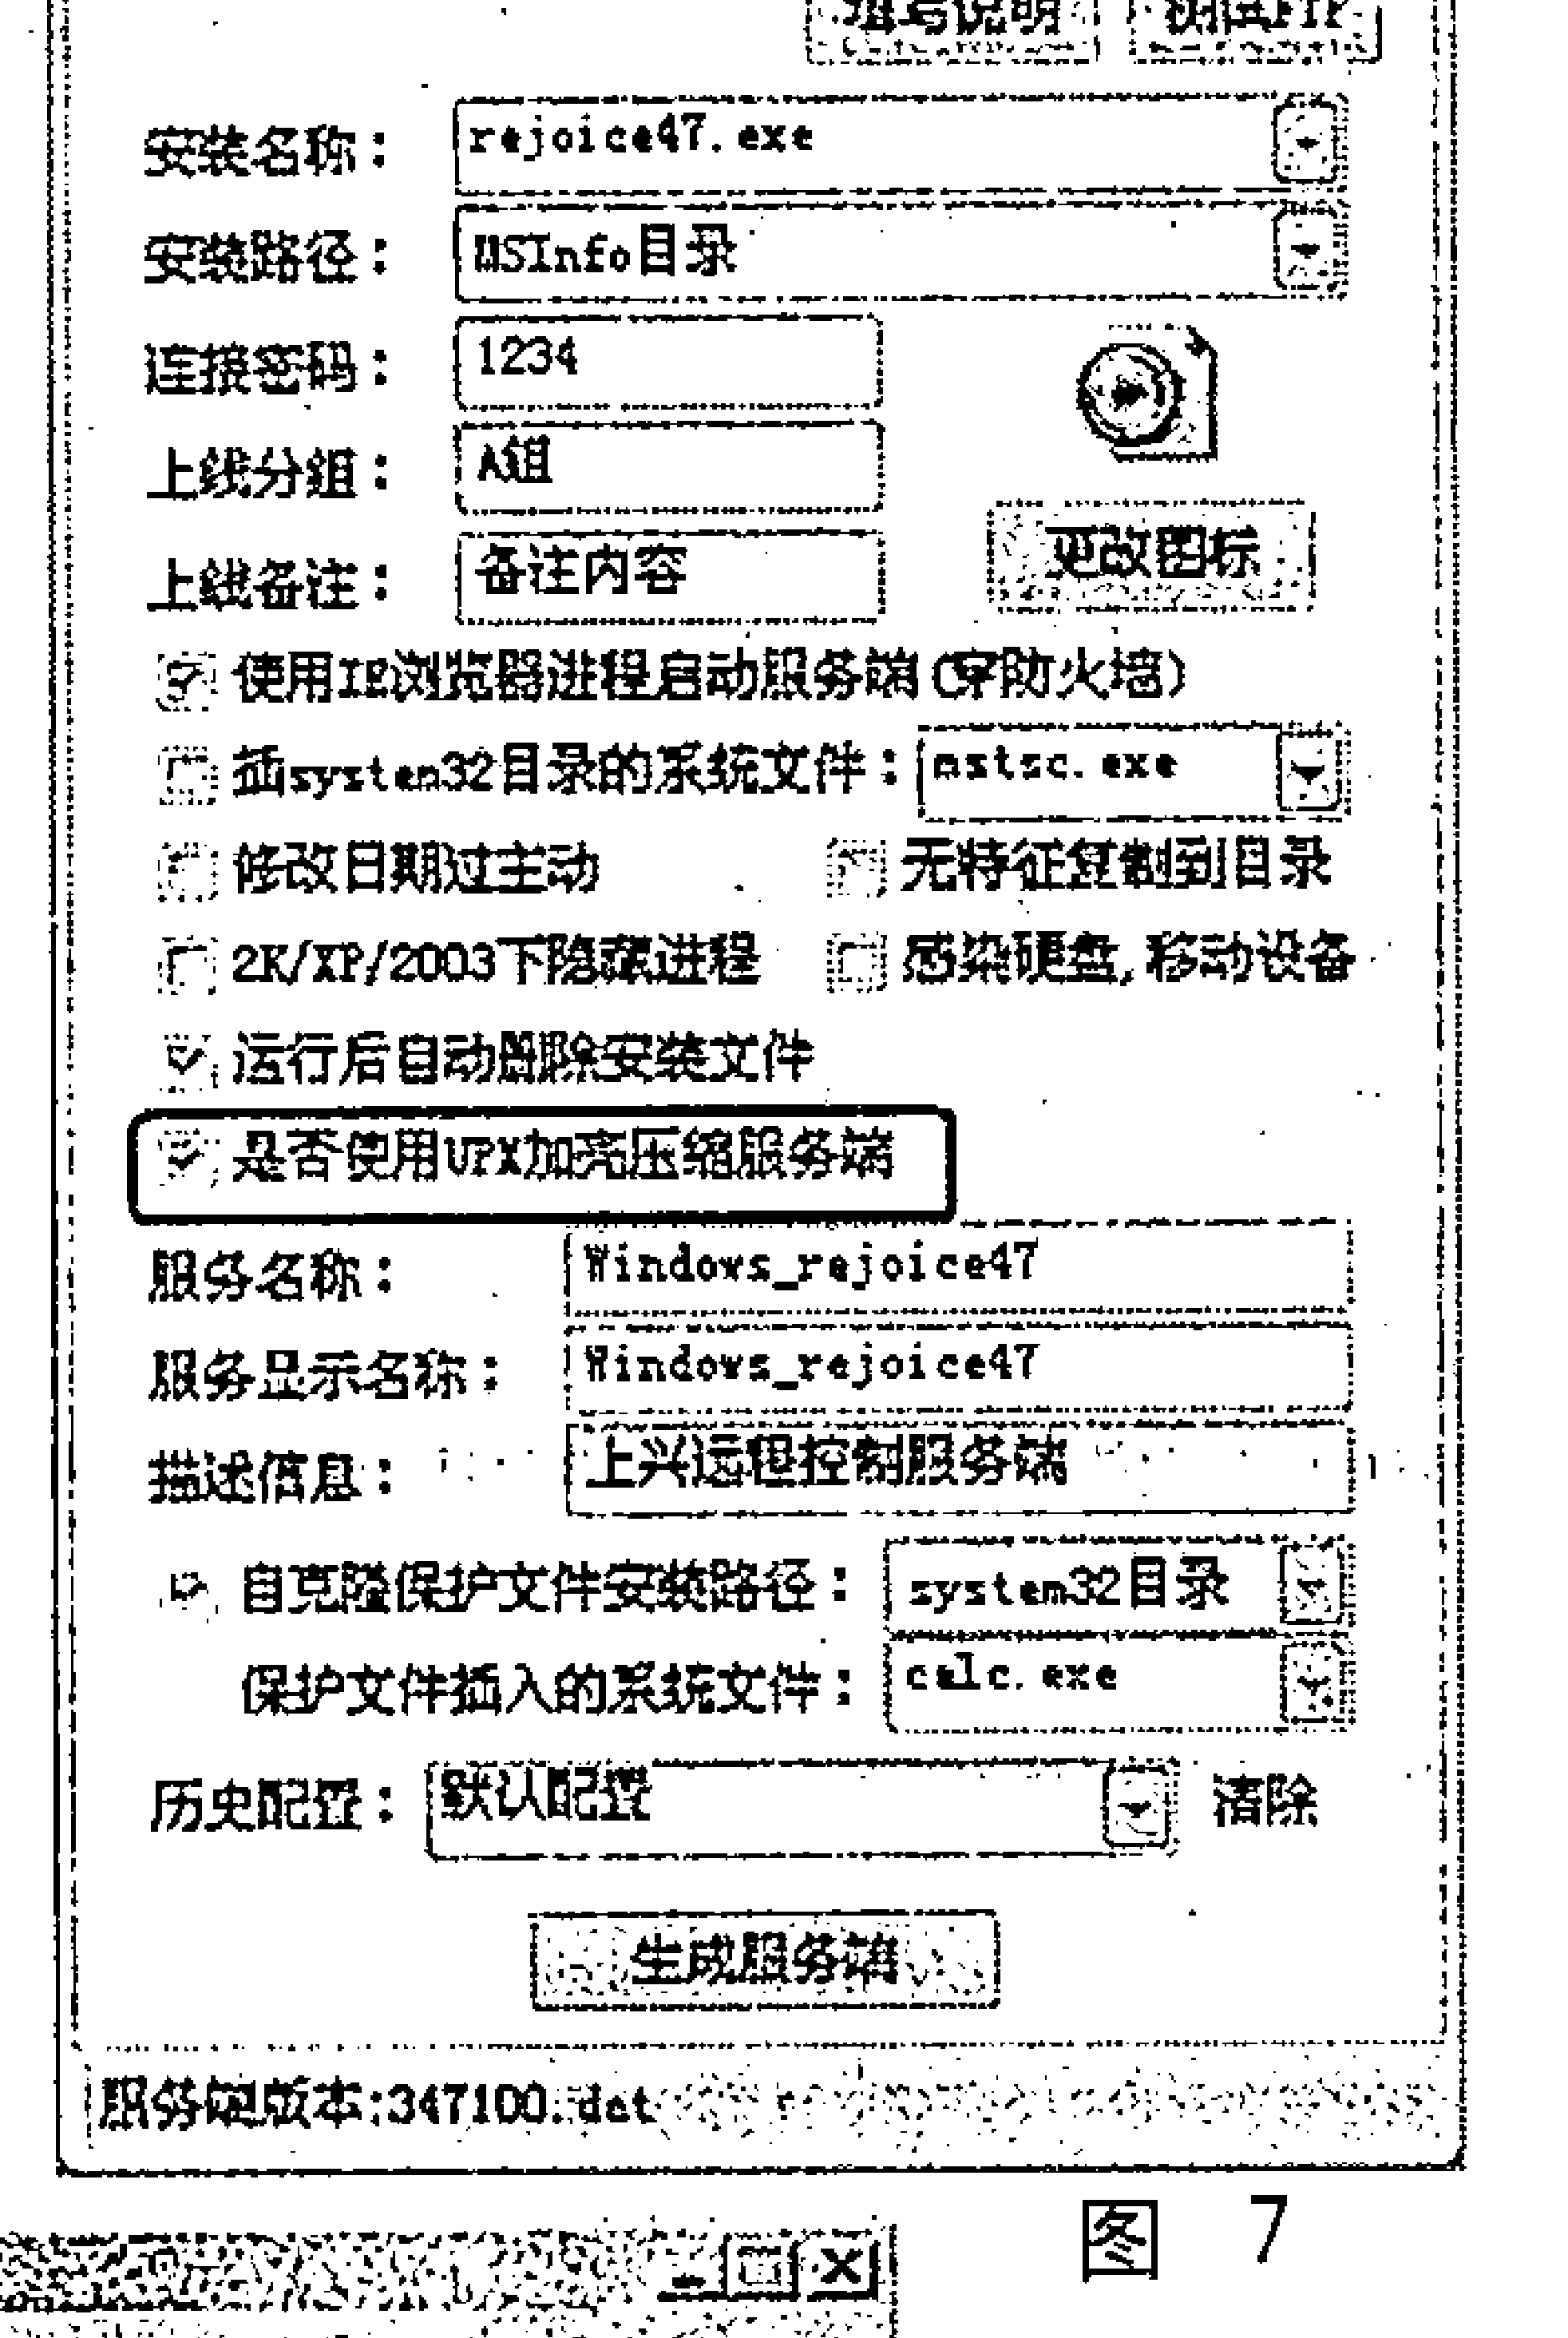 填写说明 测试FTP
安装名称： rejoice47.exe
安装路径： MSInfo目录
连接密码： 1234
上线分组： A组
上线备注： 备注内容
更改图标
使用IE浏览器进程启动服务端(穿防火墙)
插system32目录的系统文件： mstsc.exe
修改日期过主动 无特征复制到目录
2K/XP/2003下隐藏进程 感染硬盘,移动设备
运行后自动删除安装文件
是否使用UPX加壳压缩服务端
服务名称： Windows_rejoice47
服务显示名称： Windows_rejoice47
描述信息： 上兴远程控制服务端
自克隆保护文件安装路径： system32目录
保护文件插入的系统文件： calc.exe
历史配置： 默认配置 清除
生成服务端
服务端版本:347100.dat
图 7